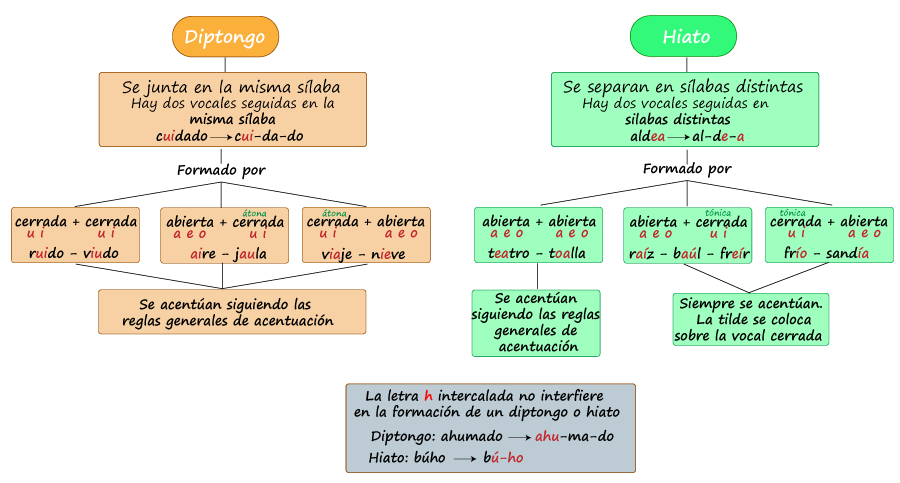 Diptongo
Se junta en la misma sílaba
Hay dos vocales seguidas en la
misma sílaba
cuidado → cui-da-do
Formado por
cerrada + cerrada
u i u i
ruido - viudo
átona
abierta + cerrada
a e o u i
aire - jaula
átona
cerrada + abierta
u i a e o
viaje - nieve
Se acentúan siguiendo las
reglas generales de acentuación
Hiato
Se separan en sílabas distintas
Hay dos vocales seguidas en
silabas distintas
aldea → al-de-a
Formado por
abierta + abierta
a e o a e o
teatro - toalla
tónica
abierta + cerrada
a e o u i
raíz - baúl - freír
tónica
cerrada + abierta
u i a e o
frío - sandía
Se acentúan
siguiendo las reglas
generales de
acentuación
Siempre se acentúan.
La tilde se coloca
sobre la vocal cerrada
La letra h intercalada no interfiere
en la formación de un diptongo o hiato
Diptongo: ahumado → ahu-ma-do
Hiato: búho → bú-ho